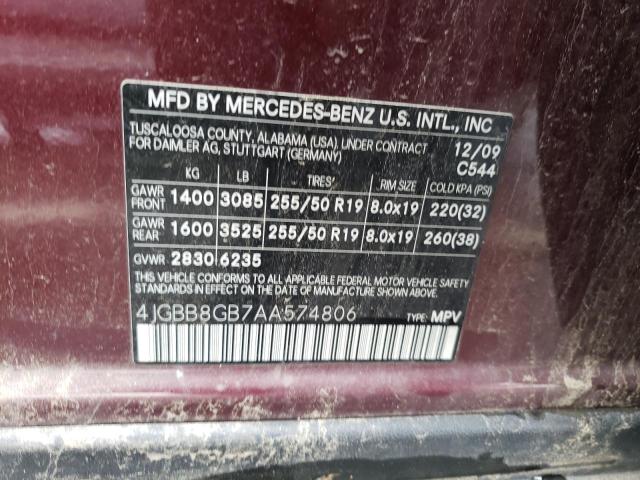 MFD BY MERCEDES-BENZ U.S. INTL., INC
TUSCALOOSA COUNTY, ALABAMA (USA), UNDER CONTRACT 12/09
FOR DAIMLER AG, STUTTGART (GERMANY) C544
KG LB TIRES RIM SIZE COLD KPA (PSI)
GAWR FRONT 1400 3085 255/50 R19 8.0x19 220(32)
GAWR REAR 1600 3525 255/50 R19 8.0x19 260(38)
GVWR 2830 6235
THIS VEHICLE CONFORMS TO ALL APPLICABLE FEDERAL MOTOR VEHICLE SAFETY
STANDARDS IN EFFECT ON THE DATE OF MANUFACTURE SHOWN ABOVE.
4JGBB8GB7AA574806 TYPE: MPV